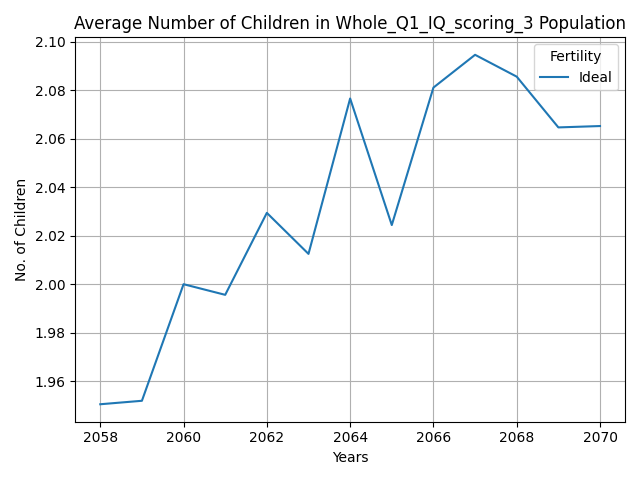 Average Number of Children in Whole_Q1_IQ_scoring_3 Population
2.10
2.08
2.06
2.04
2.02
2.00
1.98
1.96
No. of Children
Fertility
Ideal
2058 2060 2062 2064 2066 2068 2070
Years